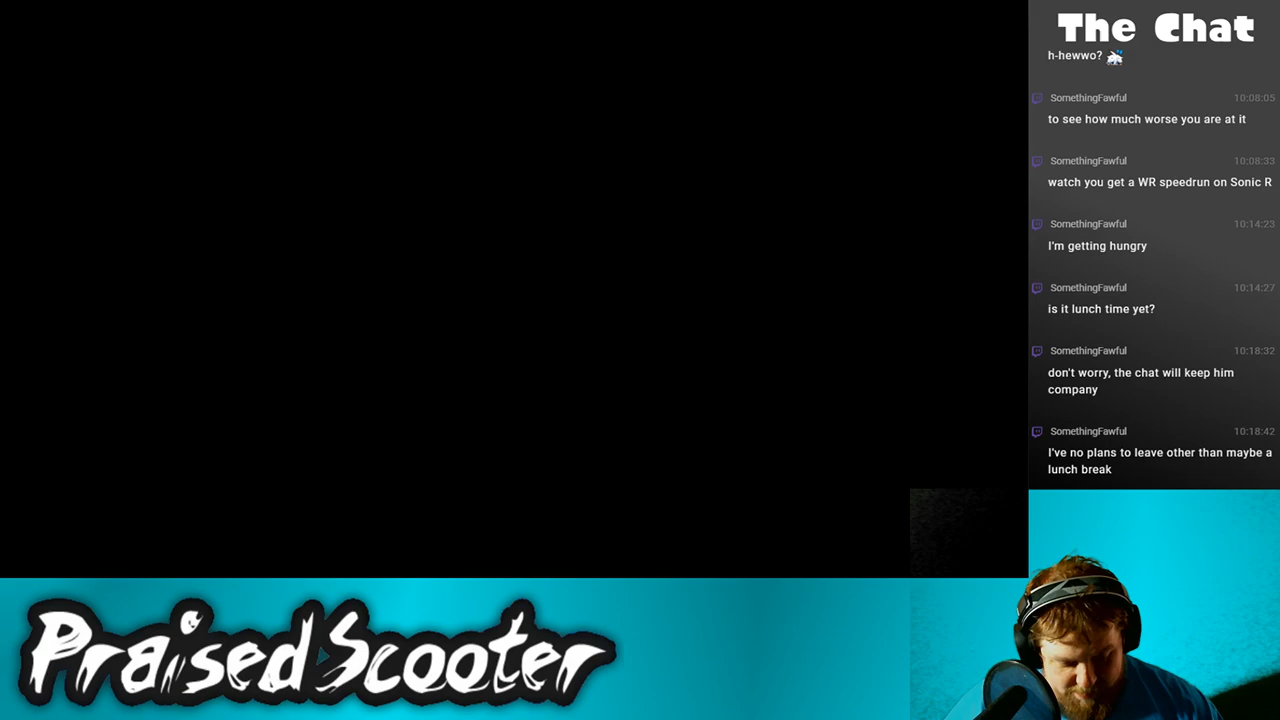 The Chat
h-hewwo?
SomethingFawful 10:08:05
to see how much worse you are at it
SomethingFawful 10:08:33
watch you get a WR speedrun on Sonic R
SomethingFawful 10:14:23
I'm getting hungry
SomethingFawful 10:14:27
is it lunch time yet?
SomethingFawful 10:18:32
don't worry, the chat will keep him
company
SomethingFawful 10:18:42
I've no plans to leave other than maybe a
lunch break
PraisedScooter